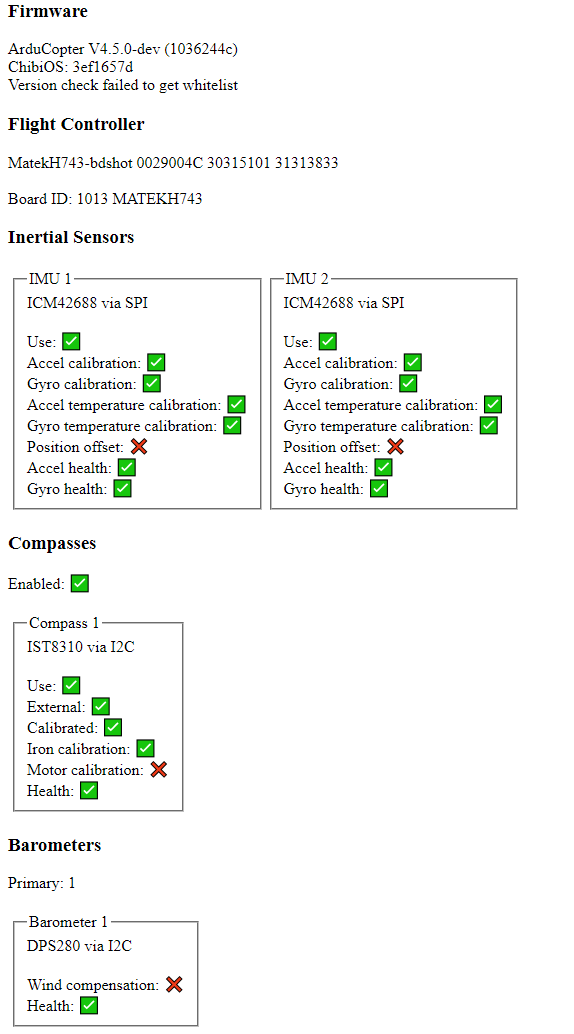 Firmware
ArduCopter V4.5.0-dev (1036244c)
ChibiOS: 3ef1657d
Version check failed to get whitelist
Flight Controller
MatekH743-bdshot 0029004C 30315101 31313833
Board ID: 1013 MATEKH743
Inertial Sensors
IMU 1
ICM42688 via SPI
Use: ✅
Accel calibration: ✅
Gyro calibration: ✅
Accel temperature calibration: ✅
Gyro temperature calibration: ✅
Position offset: ❌
Accel health: ✅
Gyro health: ✅
IMU 2
ICM42688 via SPI
Use: ✅
Accel calibration: ✅
Gyro calibration: ✅
Accel temperature calibration: ✅
Gyro temperature calibration: ✅
Position offset: ❌
Accel health: ✅
Gyro health: ✅
Compasses
Enabled: ✅
Compass 1
IST8310 via I2C
Use: ✅
External: ✅
Calibrated: ✅
Iron calibration: ✅
Motor calibration: ❌
Health: ✅
Barometers
Primary: 1
Barometer 1
DPS280 via I2C
Wind compensation: ❌
Health: ✅